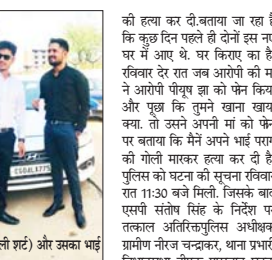 की हत्या कर दी.बताया जा रहा है
कि कुछ दिन पहले ही दोनों इस नए
घर में आए थे. घर किराए का है
रविवार देर रात जब आरोपी की म
ने आरोपी पीयूष झा को फोन किय
और पूछा कि तुमने खाना खाय
क्या. तो उसने अपनी मां को फोन
पर बताया कि मैनें अपने भाई पराग
की गोली मारकर हत्या कर दी है
पुलिस को घटना की सूचना रविवार
रात 11:30 बजे मिली. जिसके बाद
एसपी संतोष सिंह के निर्देश प
तत्काल अतिरिक्तपुलिस अधीक्षक
ग्रामीण नीरज चन्द्राकर, थाना प्रभारी
ली शर्ट) और उसका भाई